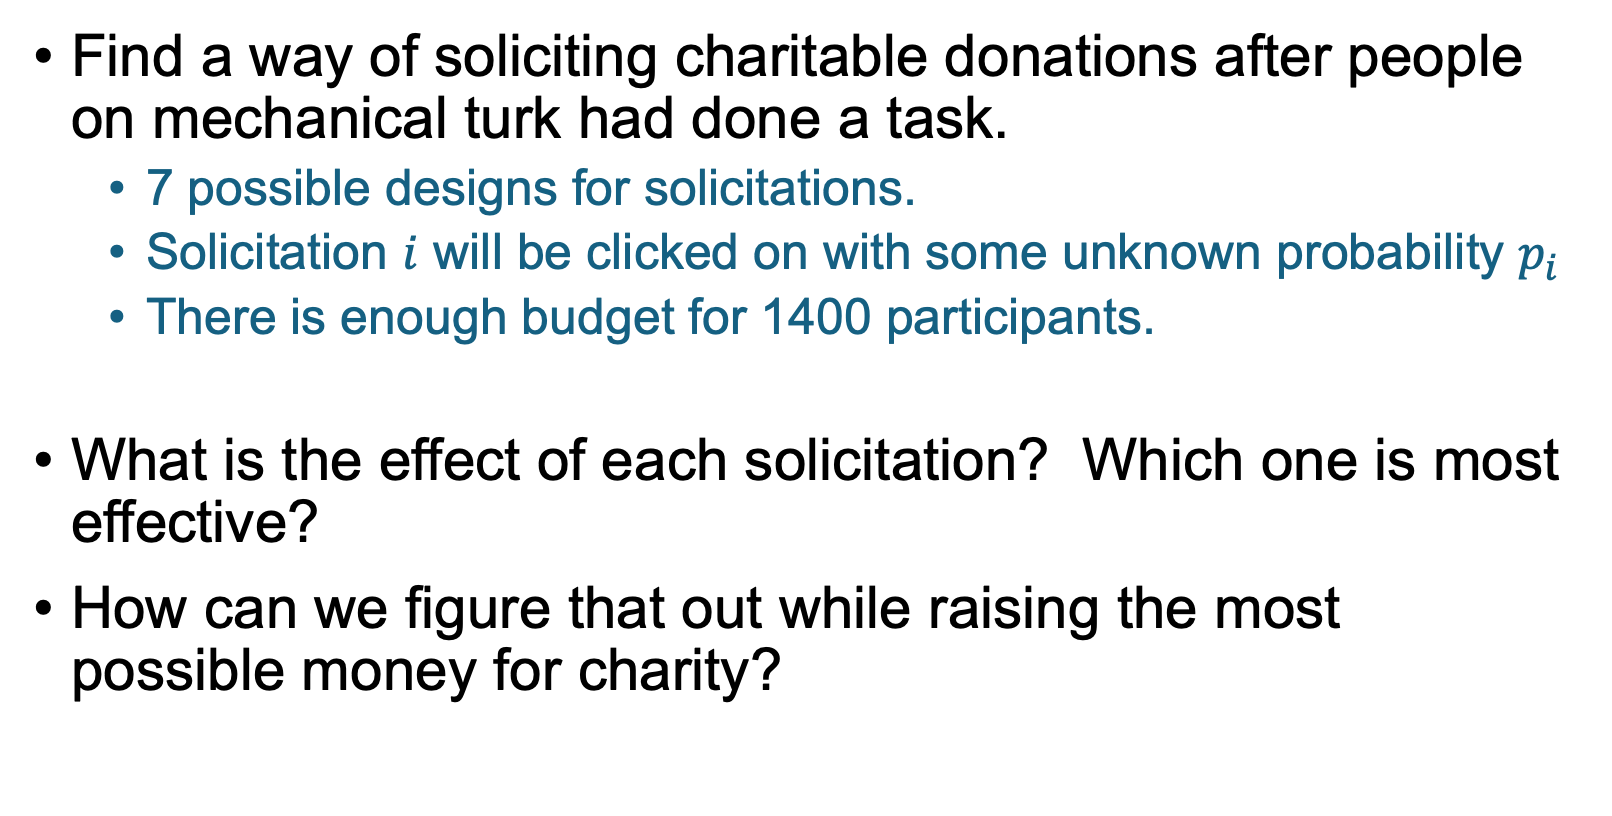 • Find a way of soliciting charitable donations after people
on mechanical turk had done a task.
• 7 possible designs for solicitations.
• Solicitation 𝑖 will be clicked on with some unknown probability 𝑝𝑖
• There is enough budget for 1400 participants.
• What is the effect of each solicitation?  Which one is most
effective?
• How can we figure that out while raising the most
possible money for charity?